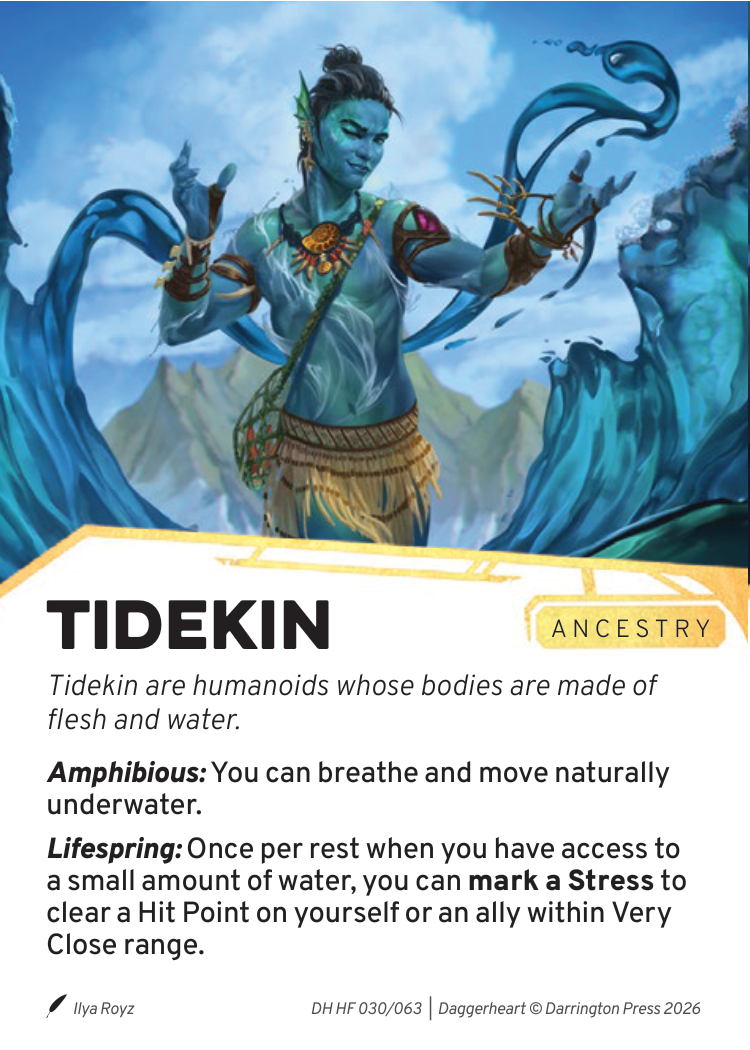 TIDEKIN
ANCESTRY
Tidekin are humanoids whose bodies are made of
flesh and water.
Amphibious: You can breathe and move naturally
underwater.
Lifespring: Once per rest when you have access to
a small amount of water, you can mark a Stress to
clear a Hit Point on yourself or an ally within Very
Close range.
Ilya Royz
DH HF 030/063 | Daggerheart © Darrington Press 2026